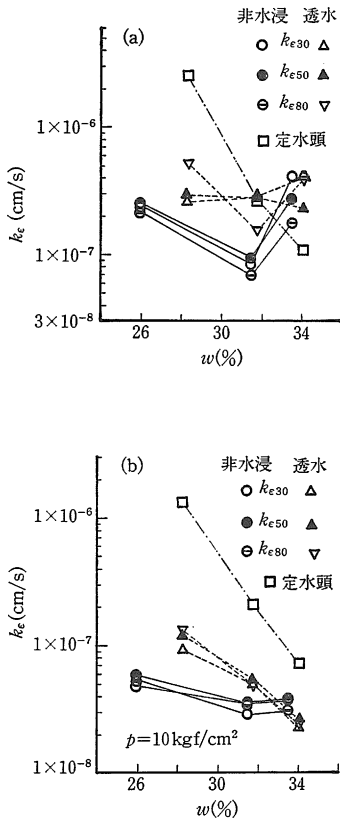 (a)
非水浸 透水
○ kε30 △
● kε50 ▲
⊖ kε80 ▽
□ 定水頭
1×10⁻⁶
1×10⁻⁷
3×10⁻⁸
kε (cm/s)
26 30 34
w(%)
(b)
非水浸 透水
○ kε30 △
● kε50 ▲
⊖ kε80 ▽
□ 定水頭
1×10⁻⁶
1×10⁻⁷
1×10⁻⁸
kε(cm/s)
p=10kgf/cm²
26 30 34
w(%)